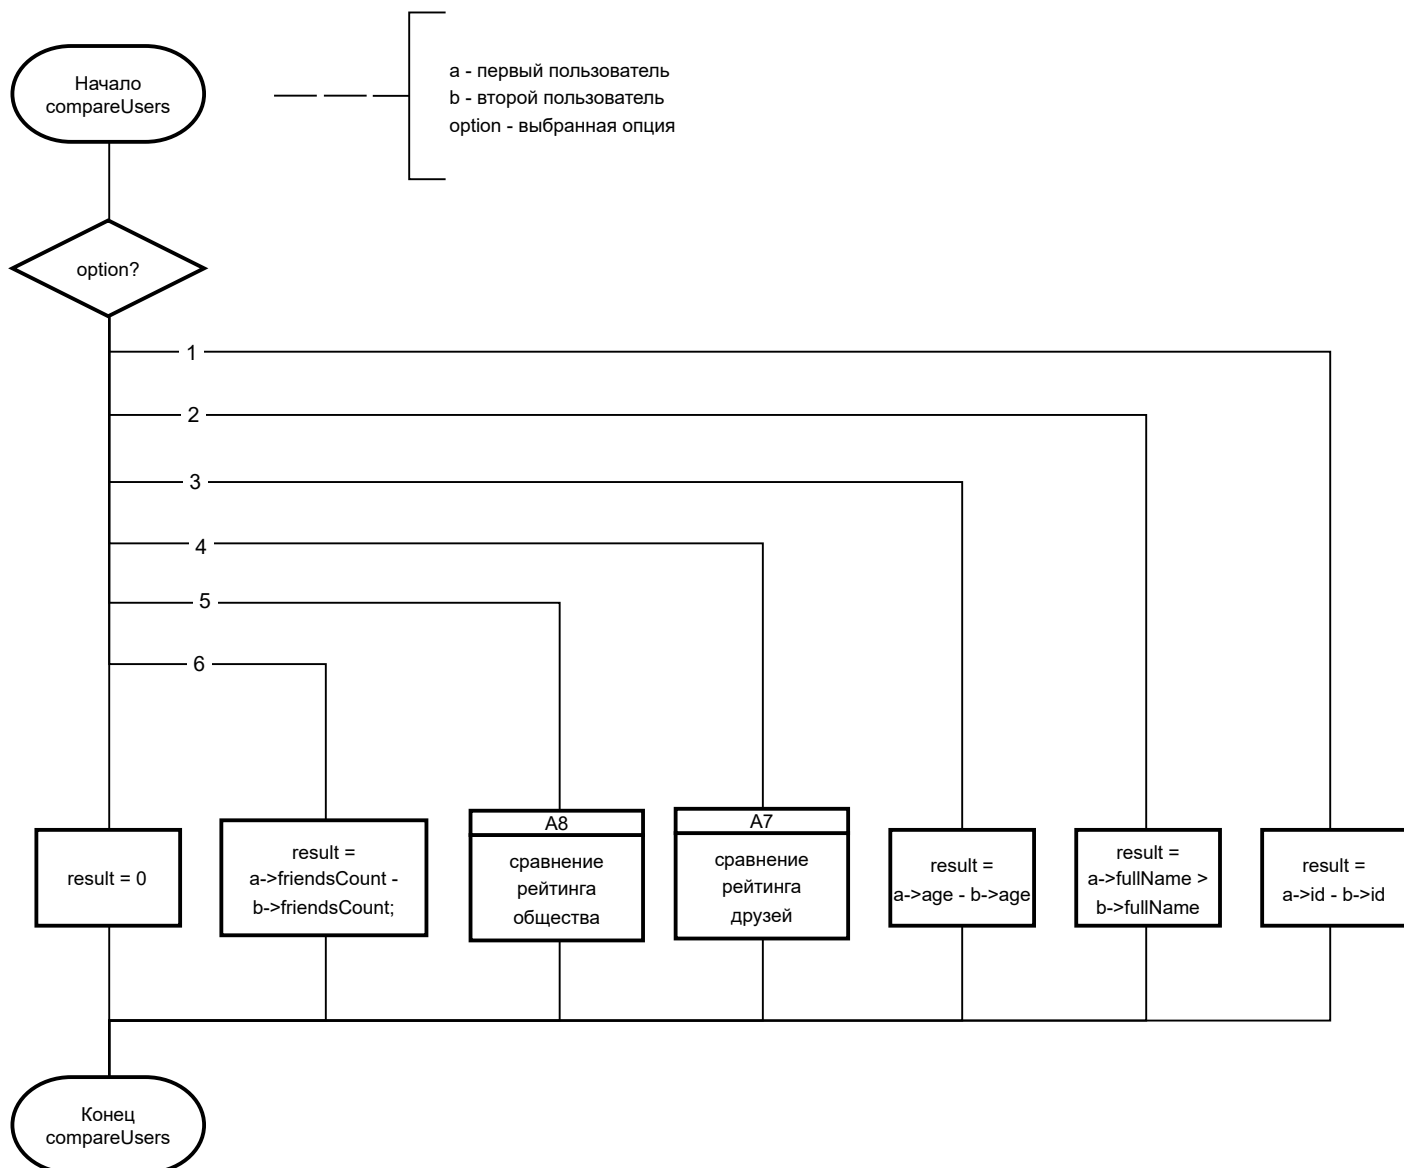 Начало
compareUsers
a - первый пользователь
b - второй пользователь
option - выбранная опция
option?
1
2
3
4
5
6
result = 0
result =
a->friendsCount -
b->friendsCount;
A8
сравнение
рейтинга
общества
A7
сравнение
рейтинга
друзей
result =
a->age - b->age
result =
a->fullName >
b->fullName
result =
a->id - b->id
Конец
compareUsers